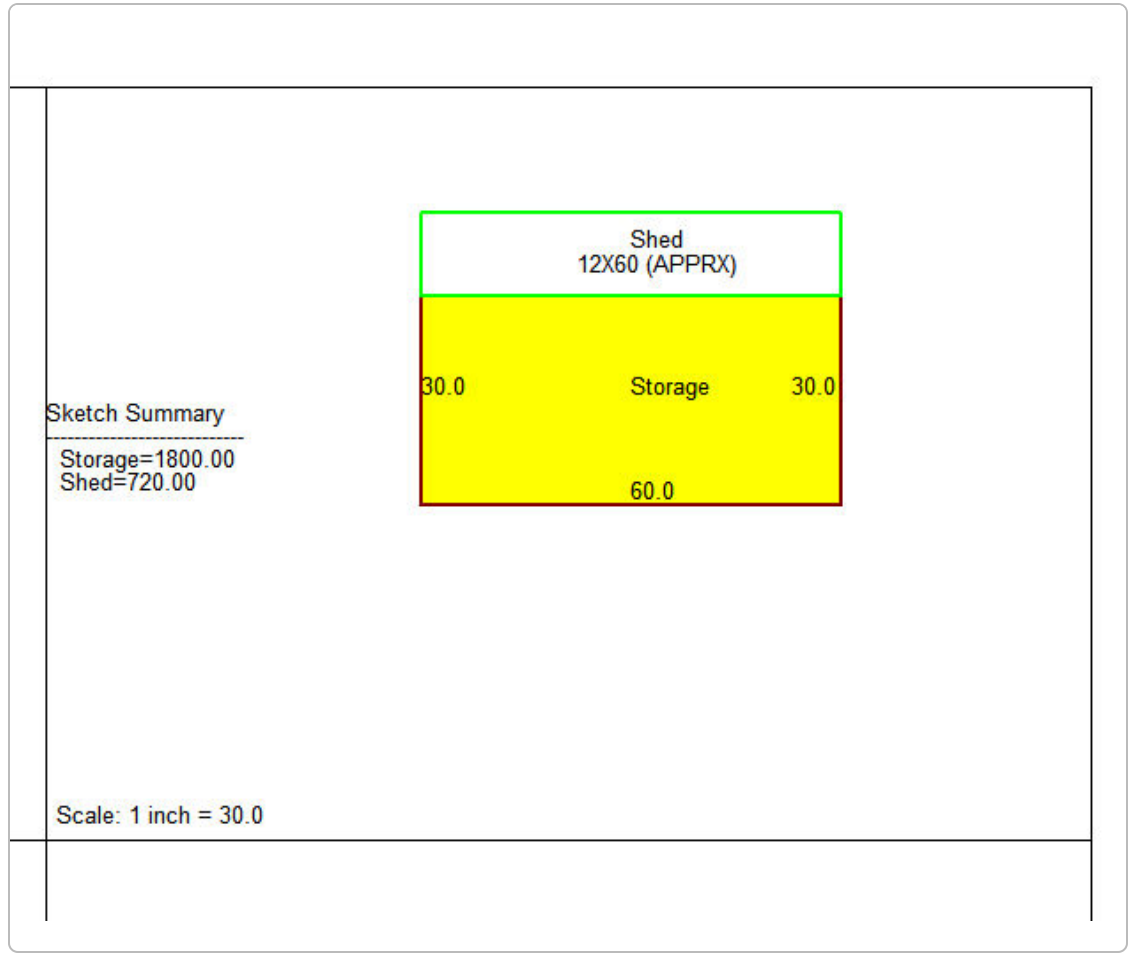 Shed
12X60 (APPRX)
30.0 Storage 30.0
60.0
Sketch Summary
----------------------------
Storage=1800.00
Shed=720.00
Scale: 1 inch = 30.0